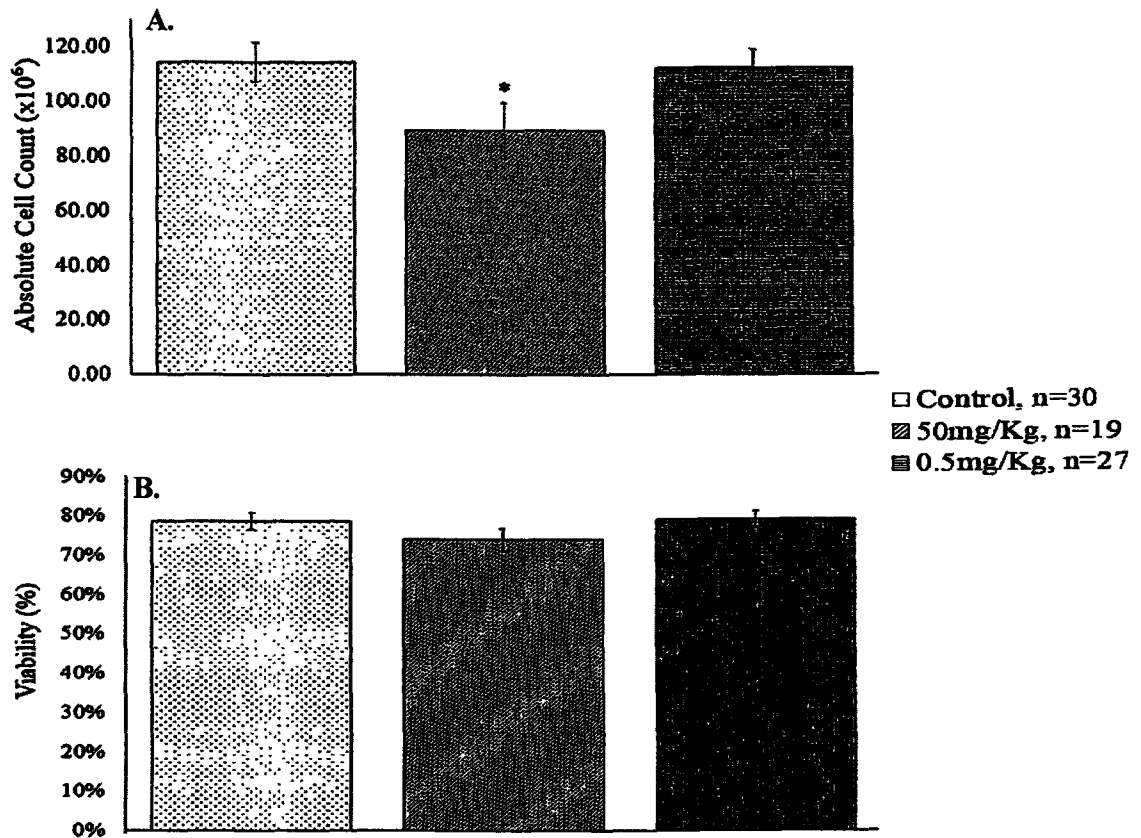 A.
Absolute Cell Count (x10⁶)
120.00
100.00
80.00
60.00
40.00
20.00
0.00
*
Control, n=30
50mg/Kg, n=19
0.5mg/Kg, n=27
B.
Viability (%)
90%
80%
70%
60%
50%
40%
30%
20%
10%
0%